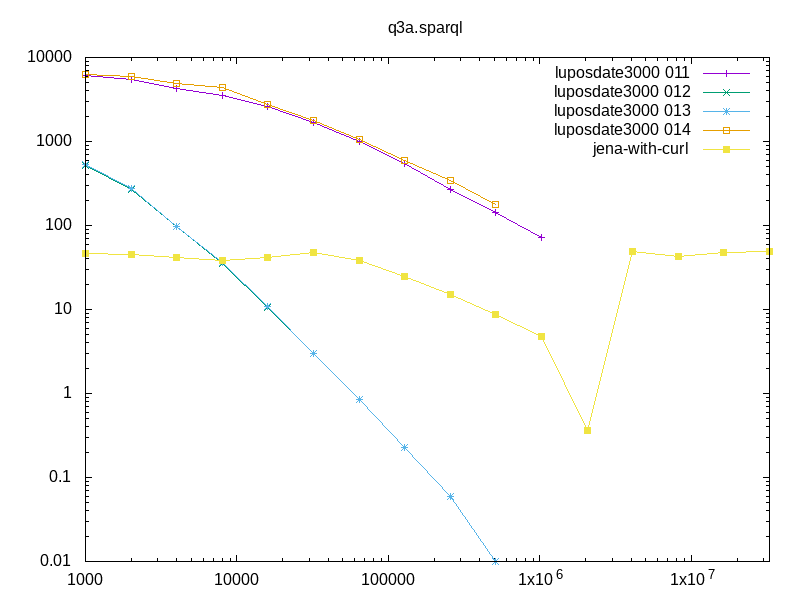 q3a.sparql
10000
1000
100
10
1
0.1
0.01
luposdate3000 011
luposdate3000 012
luposdate3000 013
luposdate3000 014
jena-with-curl
1000 10000 100000 1x10^6 1x10^7